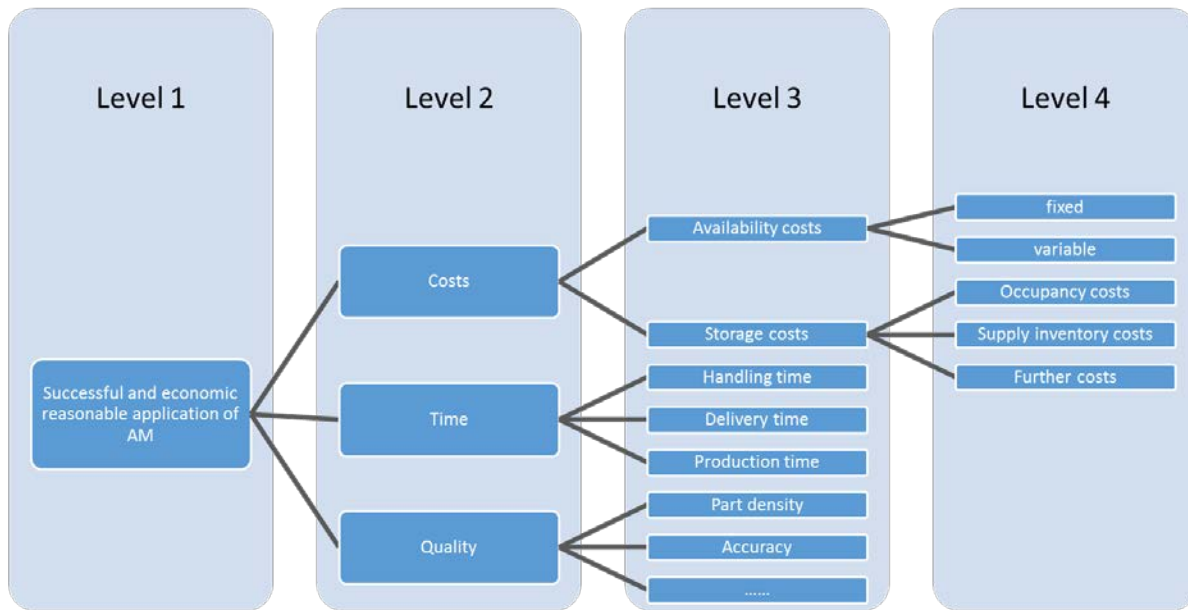 Level 1
Level 2
Level 3
Level 4
Successful and economic
reasonable application of
AM
Costs
Time
Quality
Availability costs
Storage costs
Handling time
Delivery time
Production time
Part density
Accuracy
......
fixed
variable
Occupancy costs
Supply inventory costs
Further costs